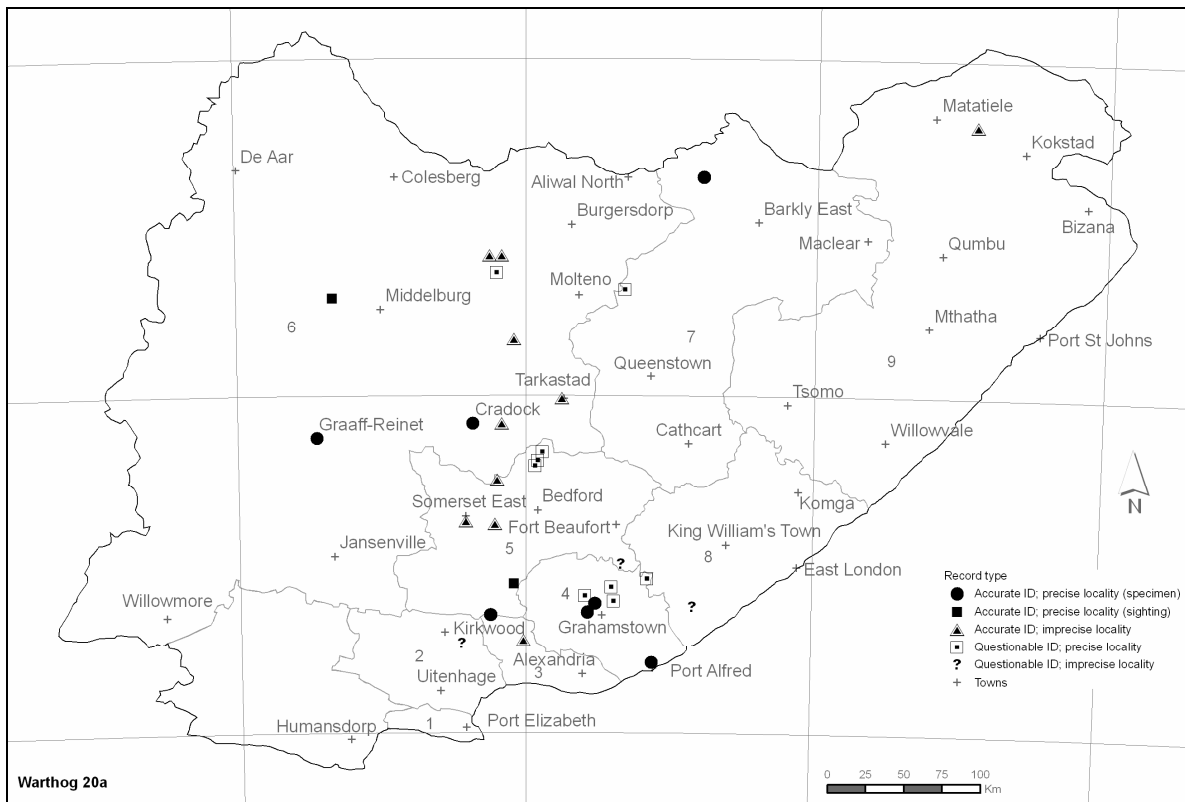 Matatiele
Kokstad
De Aar
Colesberg
Aliwal North
Burgersdorp
Barkly East
Bizana
Maclear
Qumbu
Molteno
Middelburg
6
Mthatha
7
Port St Johns
9
Queenstown
Tarkastad
Tsomo
Cradock
Graaff-Reinet
Cathcart
Willowvale
Somerset East
Bedford
Komga
Fort Beaufort
King William's Town
Jansenville
5
8
?
East London
Willowmore
4
?
Grahamstown
Kirkwood
?
2
Alexandria
3
Port Alfred
Uitenhage
1
Port Elizabeth
Humansdorp
N
Record type
Accurate ID; precise locality (specimen)
Accurate ID; precise locality (sighting)
Accurate ID; imprecise locality
Questionable ID; precise locality
? Questionable ID; imprecise locality
+ Towns
Warthog 20a
0 25 50 75 100
Km